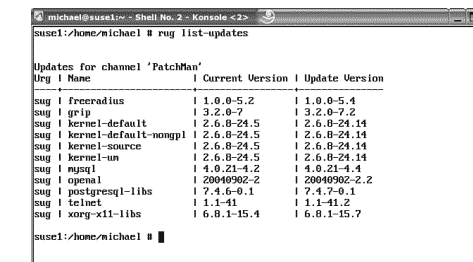 michael@suse1:~ - Shell No. 2 - Konsole <2>
suse1:/home/michael # rug list-updates
Updates for channel 'PatchMan'
Urg | Name | Current Version | Update Version
sug | freeradius | 1.0.0-5.2 | 1.0.0-5.4
sug | grip | 3.2.0-7 | 3.2.0-7.2
sug | kernel-default | 2.6.8-24.5 | 2.6.8-24.14
sug | kernel-default-nongpl | 2.6.8-24.5 | 2.6.8-24.14
sug | kernel-source | 2.6.8-24.5 | 2.6.8-24.14
sug | kernel-um | 2.6.8-24.5 | 2.6.8-24.14
sug | mysql | 4.0.21-4.2 | 4.0.21-4.4
sug | openal | 20040902-2 | 20040902-2.2
sug | postgresql-libs | 7.4.6-0.1 | 7.4.7-0.1
sug | telnet | 1.1-41 | 1.1-41.2
sug | xorg-x11-libs | 6.8.1-15.4 | 6.8.1-15.7
suse1:/home/michael #